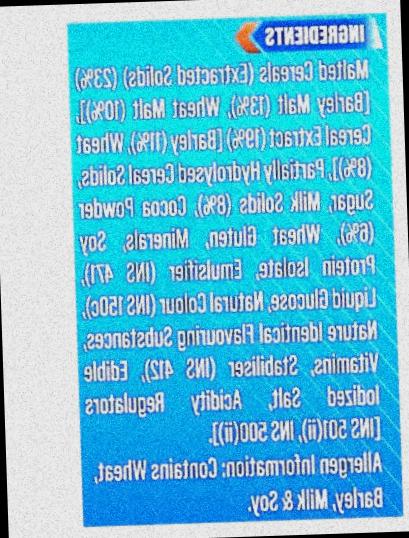 INGREDIENTS
Malted Cereals (Extracted Solids) (23%)
[Barley Malt (13%), Wheat Malt (10%)],
Cereal Extract (19%) [Barley (11%), Wheat
(8%)], Partially Hydrolysed Cereal Solids,
Sugar, Milk Solids (8%), Cocoa Powder
(6%), Wheat Gluten, Minerals, Soy
Protein Isolate, Emulsifier (INS 471),
Liquid Glucose, Natural Colour (INS 150c),
Nature Identical Flavouring Substances,
Vitamins, Stabiliser (INS 412), Edible
Iodized Salt, Acidity Regulators
[INS 501(ii), INS 500(ii)].
Allergen Information: Contains Wheat,
Barley, Milk & Soy.